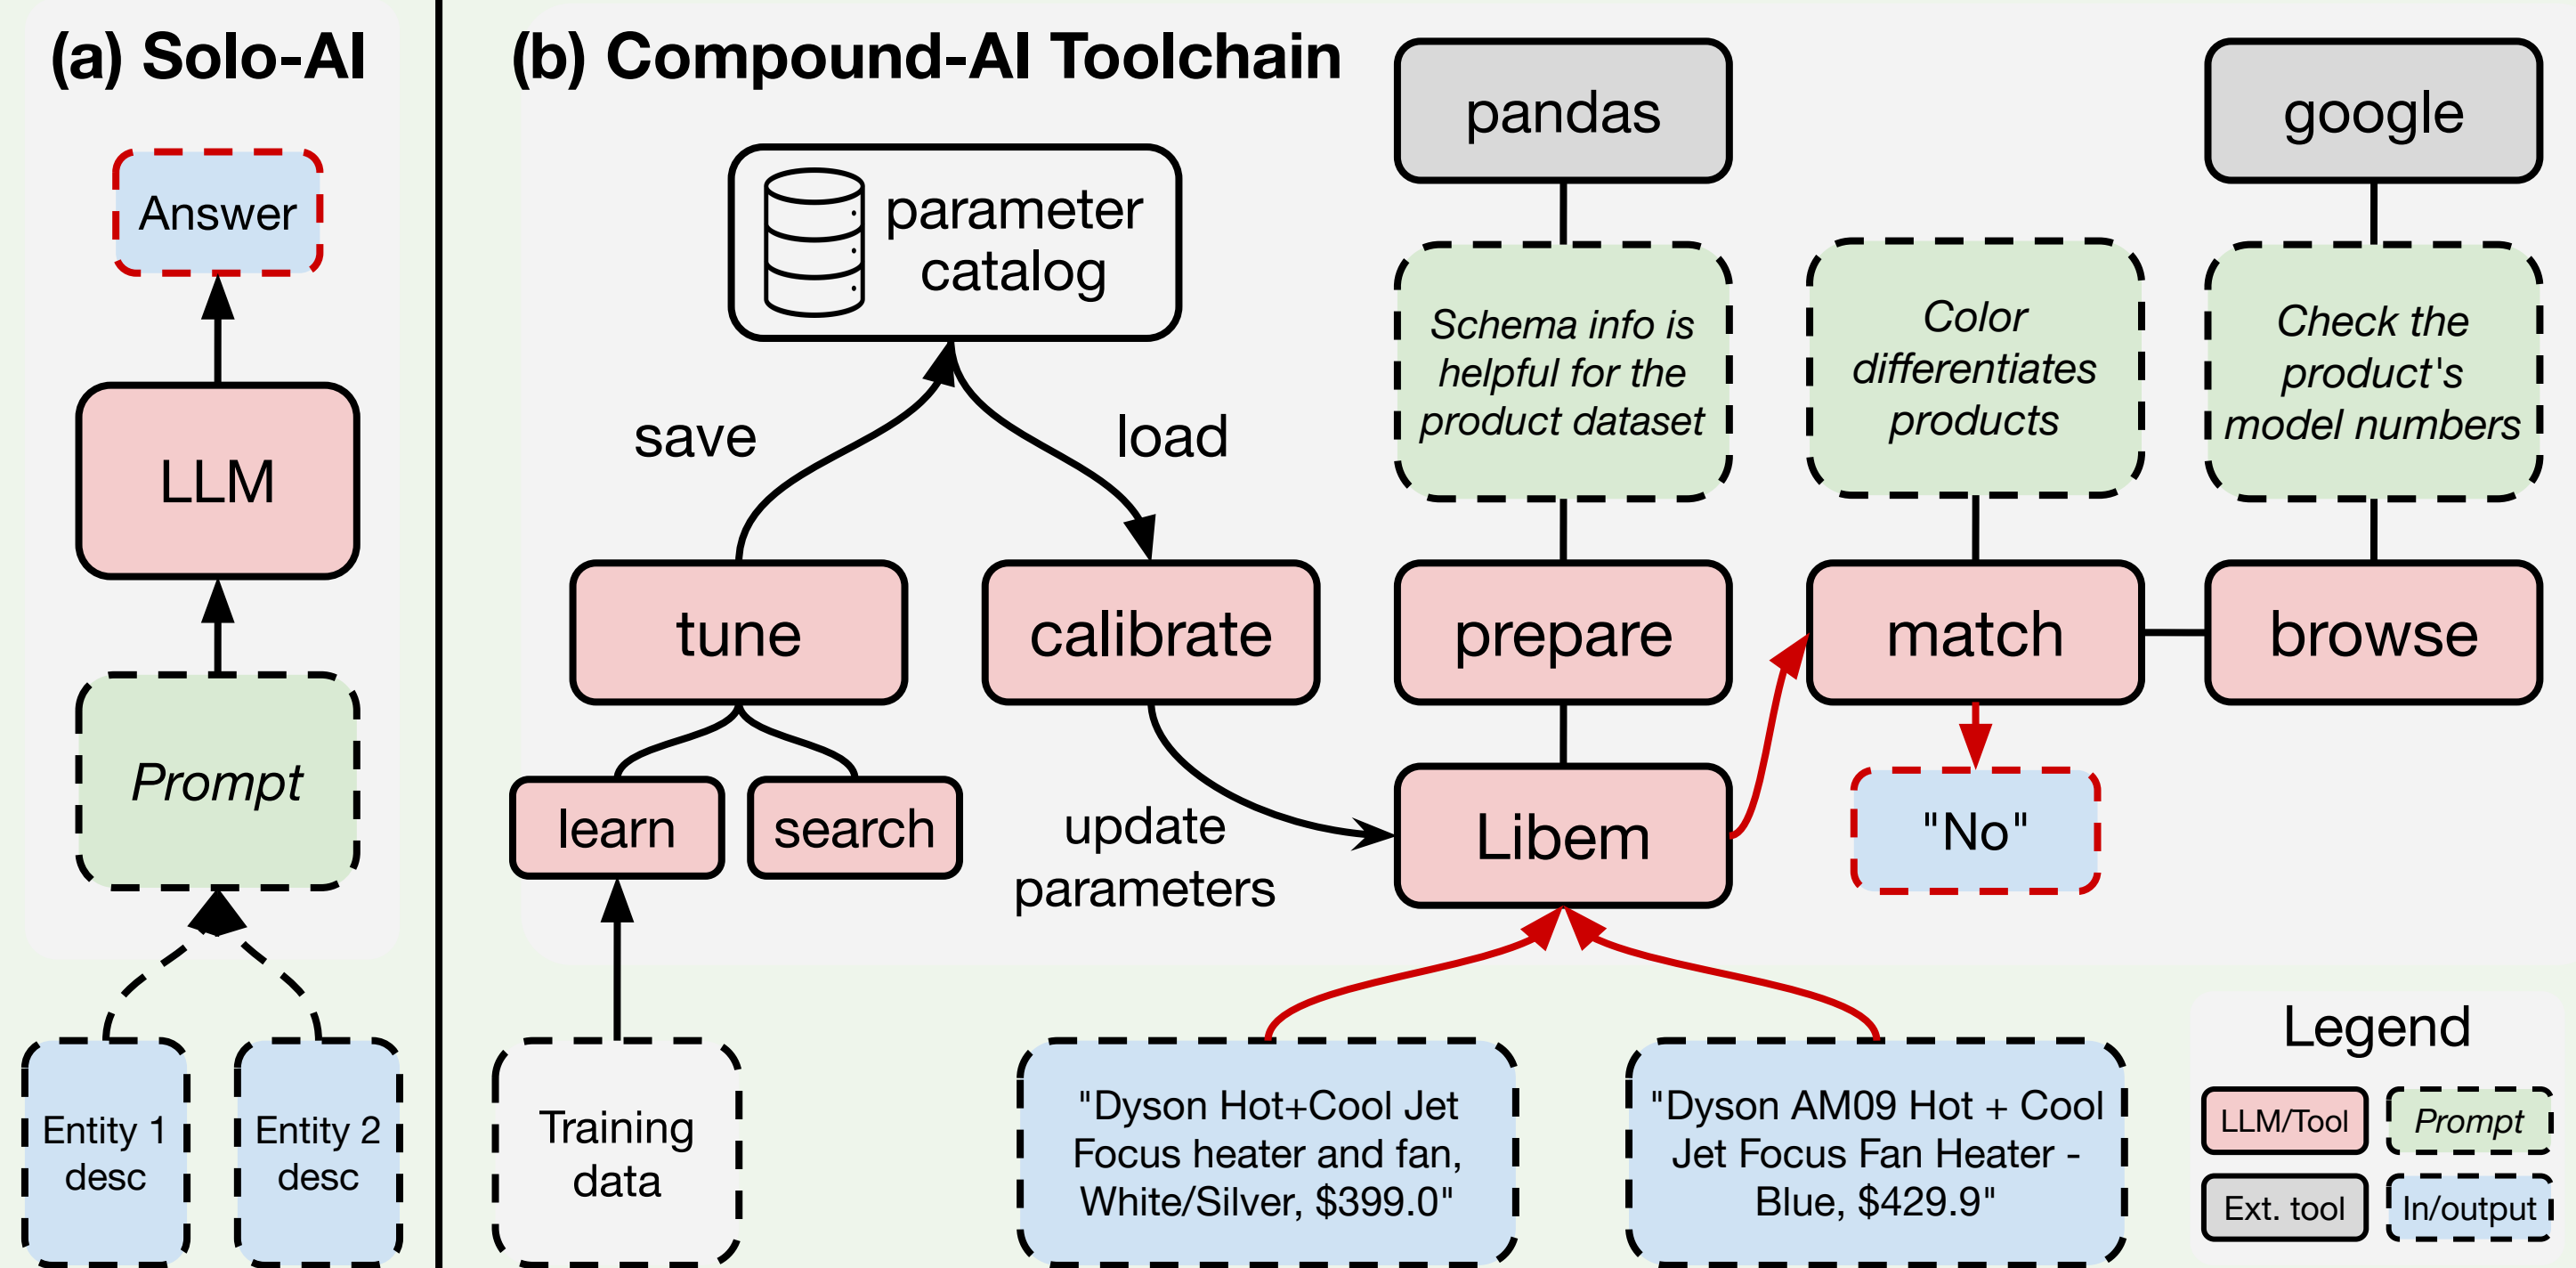 (a) Solo-AI
Answer
LLM
Prompt
Entity 1
desc
Entity 2
desc
(b) Compound-AI Toolchain
parameter
catalog
save
load
tune
calibrate
learn
search
update
parameters
Training
data
pandas
Schema info is
helpful for the
product dataset
prepare
Libem
Color
differentiates
products
match
"No"
google
Check the
product's
model numbers
browse
"Dyson Hot+Cool Jet
Focus heater and fan,
White/Silver, $399.0"
"Dyson AM09 Hot + Cool
Jet Focus Fan Heater -
Blue, $429.9"
Legend
LLM/Tool
Prompt
Ext. tool
In/output